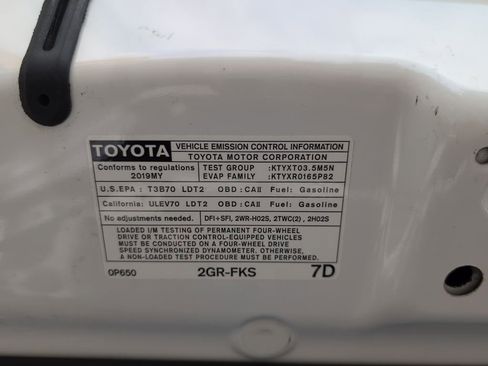 TOYOTA VEHICLE EMISSION CONTROL INFORMATION
TOYOTA MOTOR CORPORATION
Conforms to regulations
2019MY
TEST GROUP :KTYXT03.5M5N
EVAP FAMILY :KTYXR0165P82
U.S.EPA : T3B70 LDT2 OBD:CAII Fuel: Gasoline
California: ULEV70 LDT2 OBD:CAII Fuel: Gasoline
No adjustments needed. DFI+SFI, 2WR-HO2S, 2TWC(2), 2HO2S
LOADED I/M TESTING OF PERMANENT FOUR-WHEEL
DRIVE OR TRACTION CONTROL-EQUIPPED VEHICLES
MUST BE CONDUCTED ON A FOUR-WHEEL DRIVE
SPEED SYNCHRONIZED DYNAMOMETER. OTHERWISE,
A NON-LOADED TEST PROCEDURE MUST BE USED.
0P650 2GR-FKS 7D